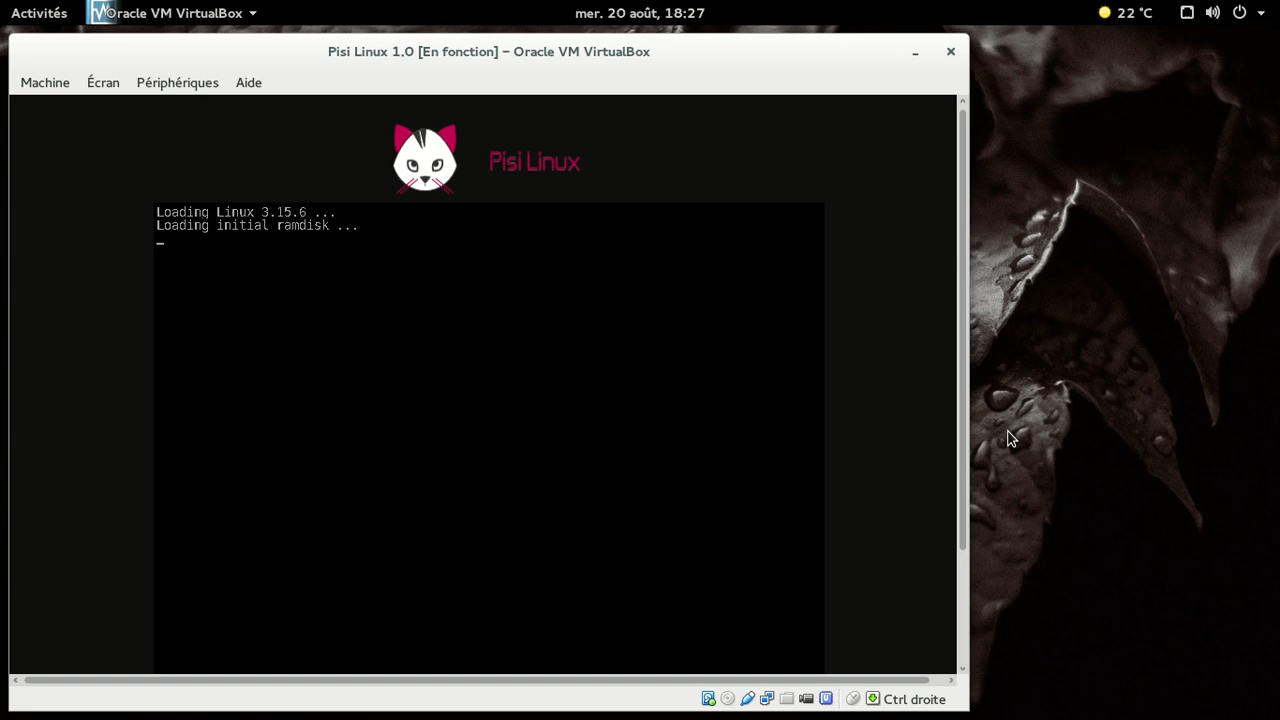 Activités
Oracle VM VirtualBox
mer. 20 août, 18:27
22 °C
Pisi Linux 1.0 [En fonction] – Oracle VM VirtualBox
Machine
Écran
Périphériques
Aide
Pisi Linux
Loading Linux 3.15.6 ...
Loading initial ramdisk ...
_
Ctrl droite